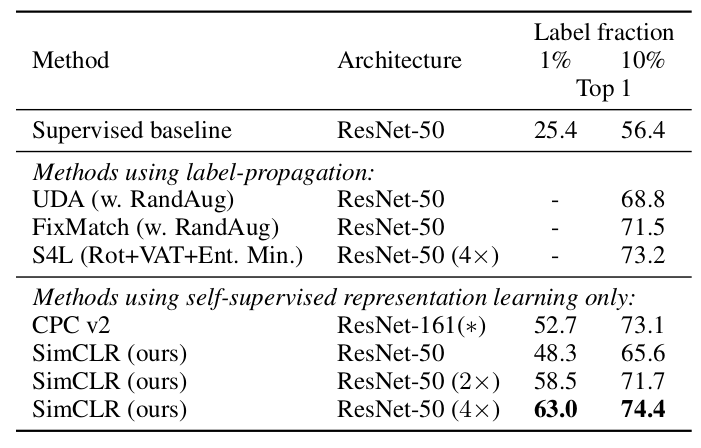 Label fraction
Method Architecture 1% 10%
Top 1
Supervised baseline ResNet-50 25.4 56.4
Methods using label-propagation:
UDA (w. RandAug) ResNet-50 - 68.8
FixMatch (w. RandAug) ResNet-50 - 71.5
S4L (Rot+VAT+Ent. Min.) ResNet-50 (4×) - 73.2
Methods using self-supervised representation learning only:
CPC v2 ResNet-161(∗) 52.7 73.1
SimCLR (ours) ResNet-50 48.3 65.6
SimCLR (ours) ResNet-50 (2×) 58.5 71.7
SimCLR (ours) ResNet-50 (4×) 63.0 74.4